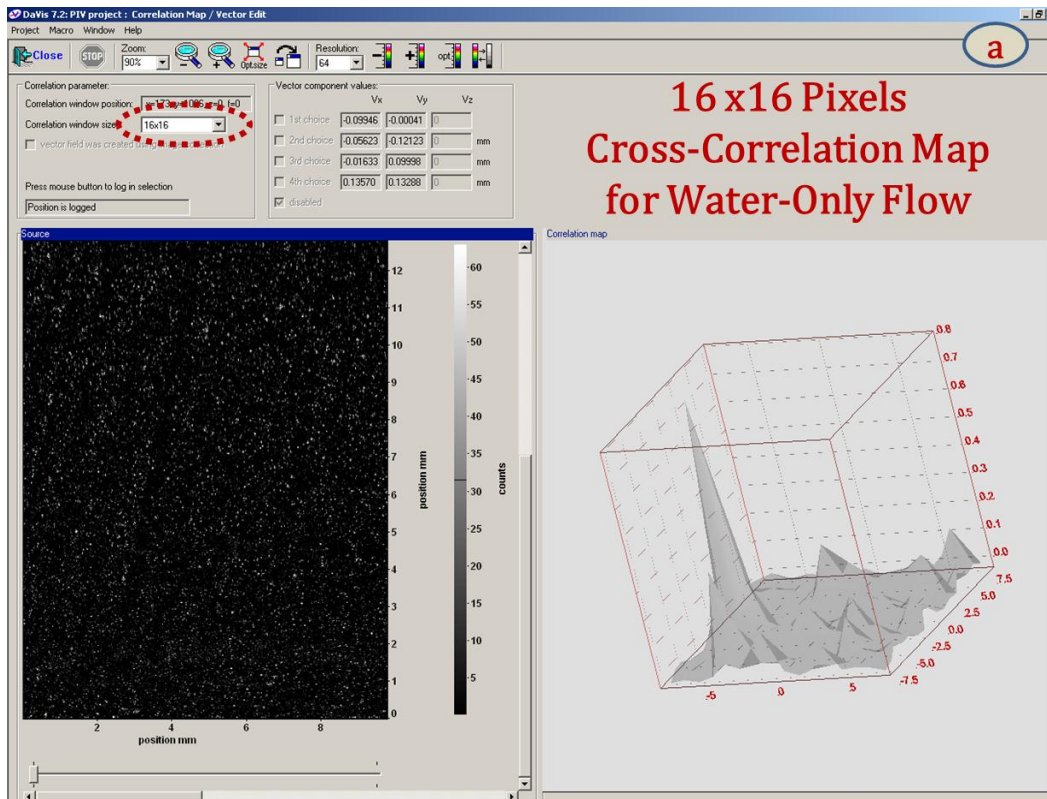 DaVis 7.2: PIV project : Correlation Map / Vector Edit
Project Macro Window Help
Close
STOP
Zoom:
90%
Opt.size
Resolution:
64
opt.
a
16 x16 Pixels
Cross-Correlation Map
for Water-Only Flow
Correlation parameter:
Correlation window position:
Correlation window size:
16x16
vector field was created using image correction
Press mouse button to log in selection
Position is logged
Vector component values:
Vx Vy Vz
1st choice -0.09946 -0.00041 0
2nd choice -0.05623 -0.12123 0 mm
3rd choice -0.01633 0.09998 0 mm
4th choice 0.13570 0.13288 0 mm
disabled
Source
12
11
10
9
8
7
6
5
4
3
2
1
0
position mm
2 4 6 8
position mm
60
55
50
45
40
35
30
25
20
15
10
5
counts
Correlation map
0.8
0.7
0.6
0.5
0.4
0.3
0.2
0.1
0.0
7.5
5.0
2.5
0.0
-2.5
-5.0
-7.5
-5 0 5